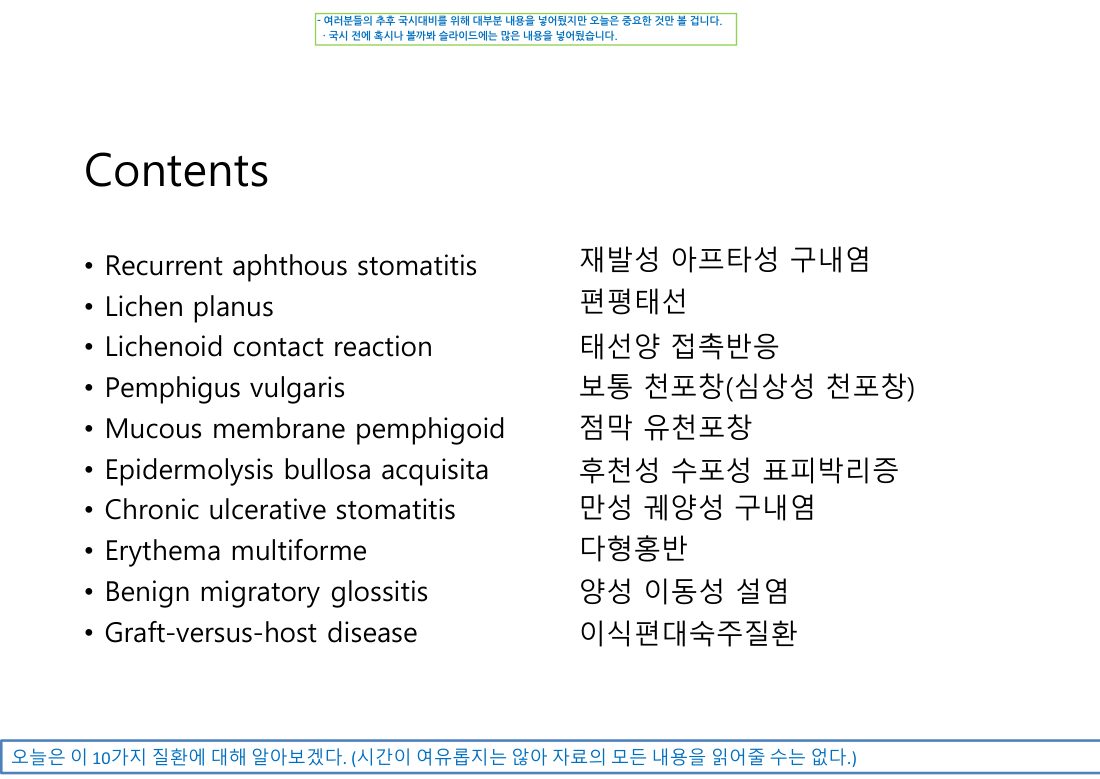 - 여러분들의 추후 국시대비를 위해 대부분 내용을 넣어뒀지만 오늘은 중요한 것만 볼 겁니다.
· 국시 전에 혹시나 볼까봐 슬라이드에는 많은 내용을 넣어뒀습니다.
Contents
• Recurrent aphthous stomatitis 재발성 아프타성 구내염
• Lichen planus 편평태선
• Lichenoid contact reaction 태선양 접촉반응
• Pemphigus vulgaris 보통 천포창(심상성 천포창)
• Mucous membrane pemphigoid 점막 유천포창
• Epidermolysis bullosa acquisita 후천성 수포성 표피박리증
• Chronic ulcerative stomatitis 만성 궤양성 구내염
• Erythema multiforme 다형홍반
• Benign migratory glossitis 양성 이동성 설염
• Graft-versus-host disease 이식편대숙주질환
오늘은 이 10가지 질환에 대해 알아보겠다. (시간이 여유롭지는 않아 자료의 모든 내용을 읽어줄 수는 없다.)